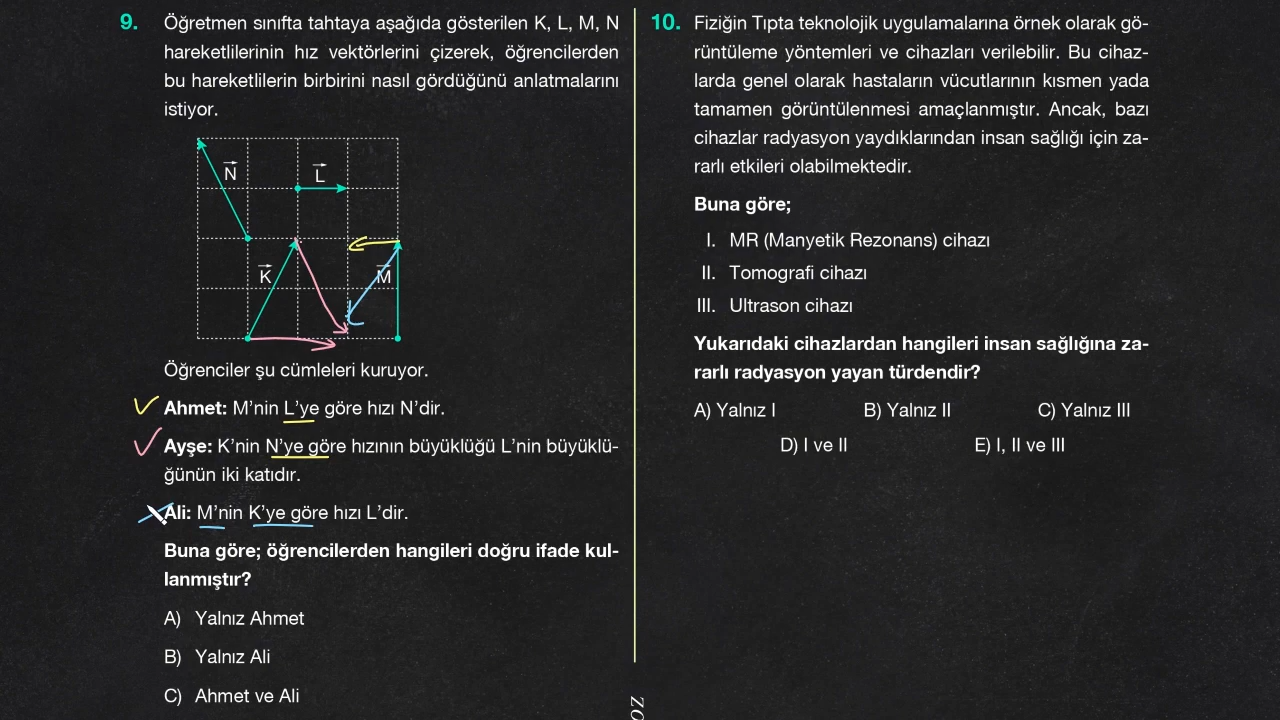 9. Öğretmen sınıfta tahtaya aşağıda gösterilen K, L, M, N
hareketlilerinin hız vektörlerini çizerek, öğrencilerden
bu hareketlilerin birbirini nasıl gördüğünü anlatmalarını
istiyor.
N
L
K
M
Öğrenciler şu cümleleri kuruyor.
Ahmet: M'nin L'ye göre hızı N'dir.
Ayşe: K'nin N'ye göre hızının büyüklüğü L'nin büyüklü-
ğünün iki katıdır.
Ali: M'nin K'ye göre hızı L'dir.
Buna göre; öğrencilerden hangileri doğru ifade kul-
lanmıştır?
A) Yalnız Ahmet
B) Yalnız Ali
C) Ahmet ve Ali
10. Fiziğin Tıpta teknolojik uygulamalarına örnek olarak gö-
rüntüleme yöntemleri ve cihazları verilebilir. Bu cihaz-
larda genel olarak hastaların vücutlarının kısmen yada
tamamen görüntülenmesi amaçlanmıştır. Ancak, bazı
cihazlar radyasyon yaydıklarından insan sağlığı için za-
rarlı etkileri olabilmektedir.
Buna göre;
I. MR (Manyetik Rezonans) cihazı
II. Tomografi cihazı
III. Ultrason cihazı
Yukarıdaki cihazlardan hangileri insan sağlığına za-
rarlı radyasyon yayan türdendir?
A) Yalnız I B) Yalnız II C) Yalnız III
D) I ve II E) I, II ve III
ZO